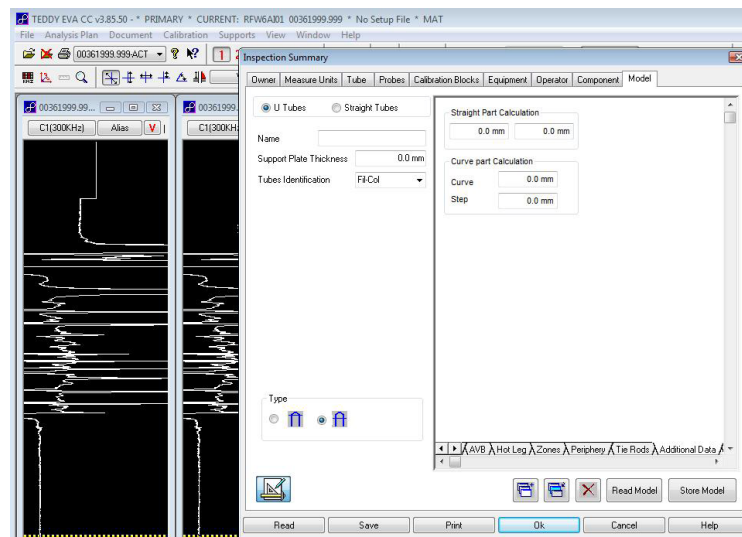 TEDDY EVA CC v3.85.50 - * PRIMARY * CURRENT: RFW6AI01 00361999.999 * No Setup File * MAT
File Analysis Plan Document Calibration Supports View Window Help
00361999.999-ACT 1
Inspection Summary
Owner Measure Units Tube Probes Calibration Blocks Equipment Operator Component Model
00361999.99... 00361999
C1(300KHz) Alias V C1(300KH
U Tubes Straight Tubes
Name
Support Plate Thickness 0.0 mm
Tubes Identification Fil-Col
Straight Part Calculation
0.0 mm 0.0 mm
Curve part Calculation
Curve 0.0 mm
Step 0.0 mm
Type
AVB Hot Leg Zones Periphery Tie Rods Additional Data
Read Model Store Model
Read Save Print Ok Cancel Help